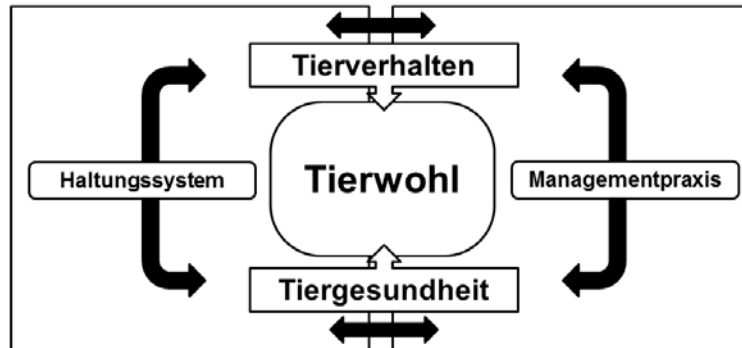 Tierverhalten
Haltungssystem
Tierwohl
Managementpraxis
Tiergesundheit